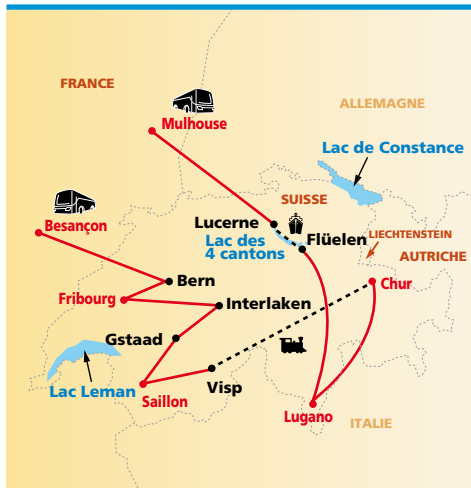 FRANCE
ALLEMAGNE
Mulhouse
Lac de Constance
SUISSE
Besançon
Lucerne
Lac des
4 cantons
Flüelen
LIECHTENSTEIN
AUTRICHE
Bern
Chur
Fribourg
Interlaken
Gstaad
Visp
Lac Leman
Saillon
Lugano
ITALIE